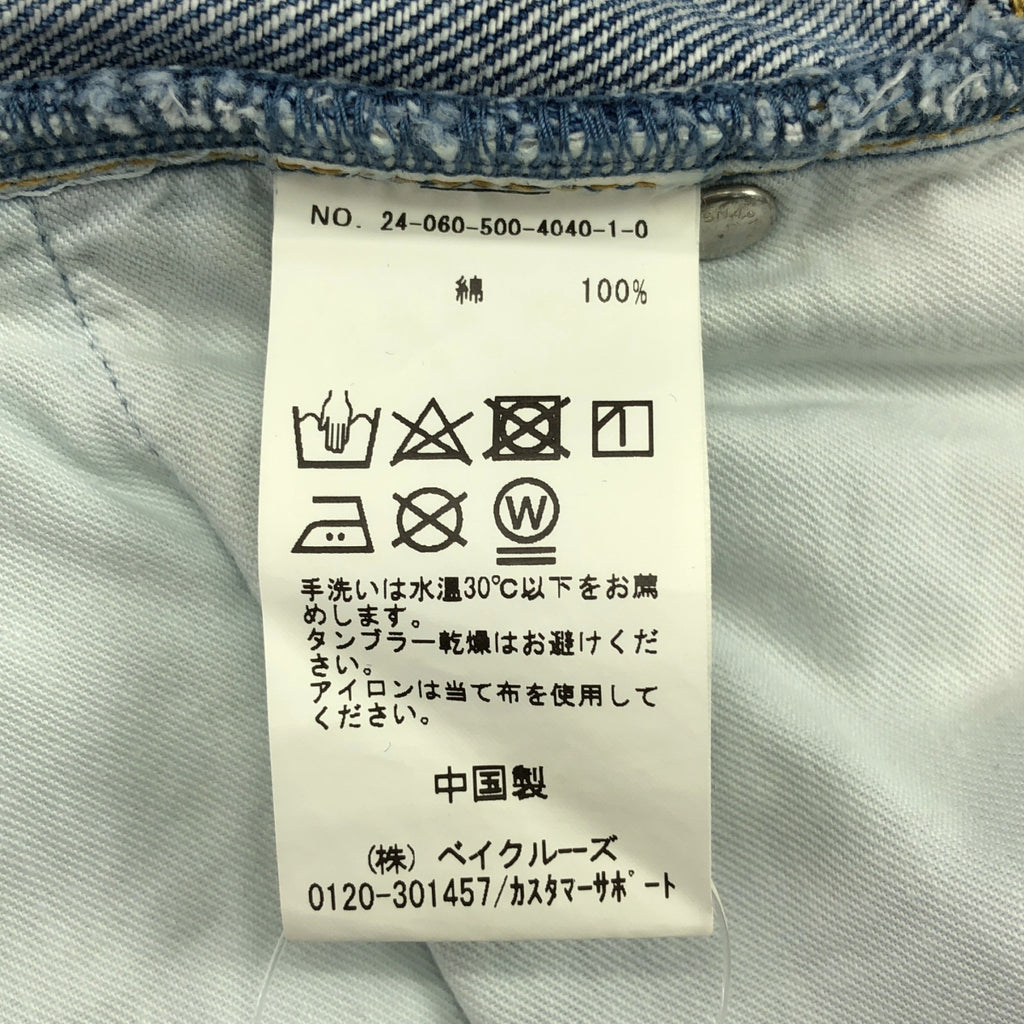 NO. 24-060-500-4040-1-0
綿 100%
W
手洗いは水温30℃以下をお薦
めします。
タンブラー乾燥はお避けくだ
さい。
アイロンは当て布を使用して
ください。
中国製
(株) ベイクルーズ
0120-301457/カスタマーサポート